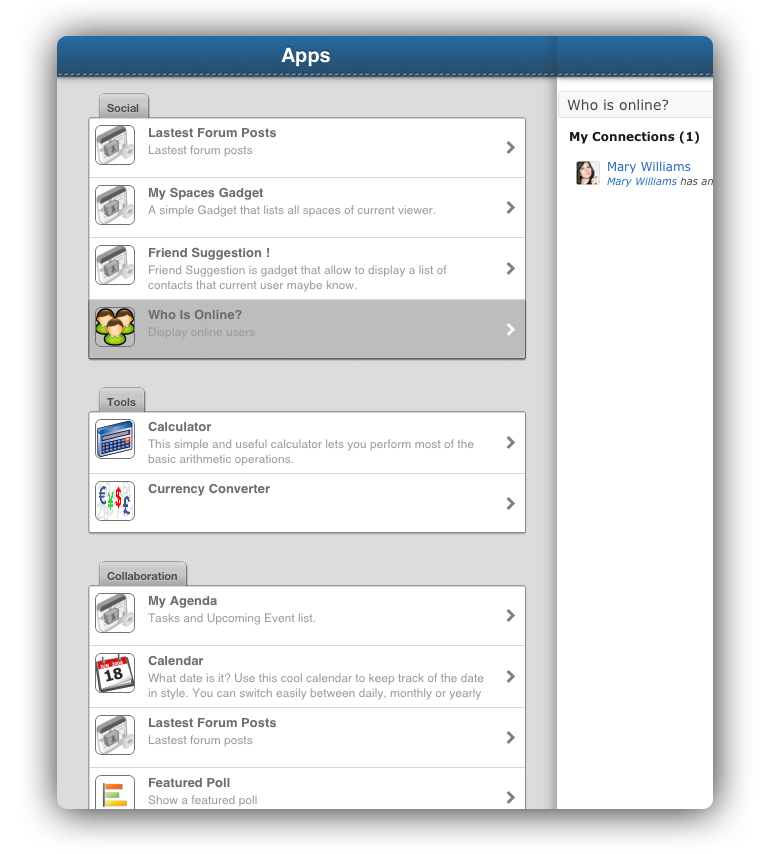 Apps
Social
Lastest Forum Posts
Lastest forum posts
My Spaces Gadget
A simple Gadget that lists all spaces of current viewer.
Friend Suggestion !
Friend Suggestion is gadget that allow to display a list of
contacts that current user maybe know.
Who Is Online?
Display online users
Tools
Calculator
This simple and useful calculator lets you perform most of the
basic arithmetic operations.
Currency Converter
Collaboration
My Agenda
Tasks and Upcoming Event list.
18
Calendar
What date is it? Use this cool calendar to keep track of the date
in style. You can switch easily between daily, monthly or yearly
Lastest Forum Posts
Lastest forum posts
Featured Poll
Show a featured poll
Who is online?
My Connections (1)
Mary Williams
Mary Williams has an